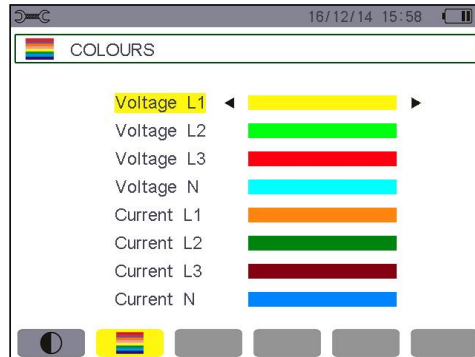 16/12/14 15:58
COLOURS
Voltage L1
Voltage L2
Voltage L3
Voltage N
Current L1
Current L2
Current L3
Current N